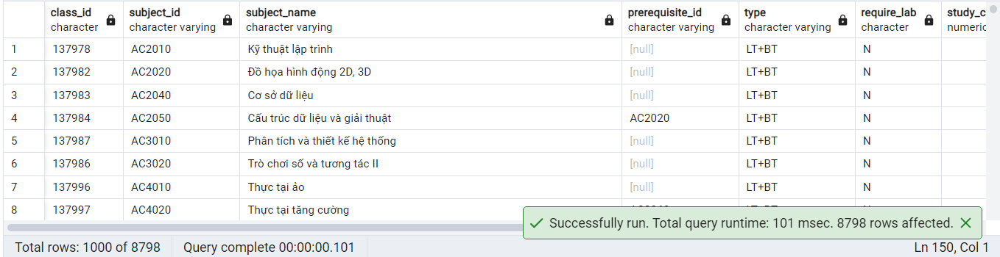 class_id subject_id subject_name prerequisite_id type require_lab study_c
character character varying character varying character varying character varying character numeric
1 137978 AC2010 Kỹ thuật lập trình [null] LT+BT N
2 137982 AC2020 Đồ họa hình động 2D, 3D [null] LT+BT N
3 137983 AC2040 Cơ sở dữ liệu [null] LT+BT N
4 137984 AC2050 Cấu trúc dữ liệu và giải thuật AC2020 LT+BT N
5 137987 AC3010 Phân tích và thiết kế hệ thống [null] LT+BT N
6 137986 AC3020 Trò chơi số và tương tác II [null] LT+BT N
7 137996 AC4010 Thực tại ảo [null] LT+BT N
8 137997 AC4020 Thực tại tăng cường
Successfully run. Total query runtime: 101 msec. 8798 rows affected.
Total rows: 1000 of 8798 Query complete 00:00:00.101 Ln 150, Col 1